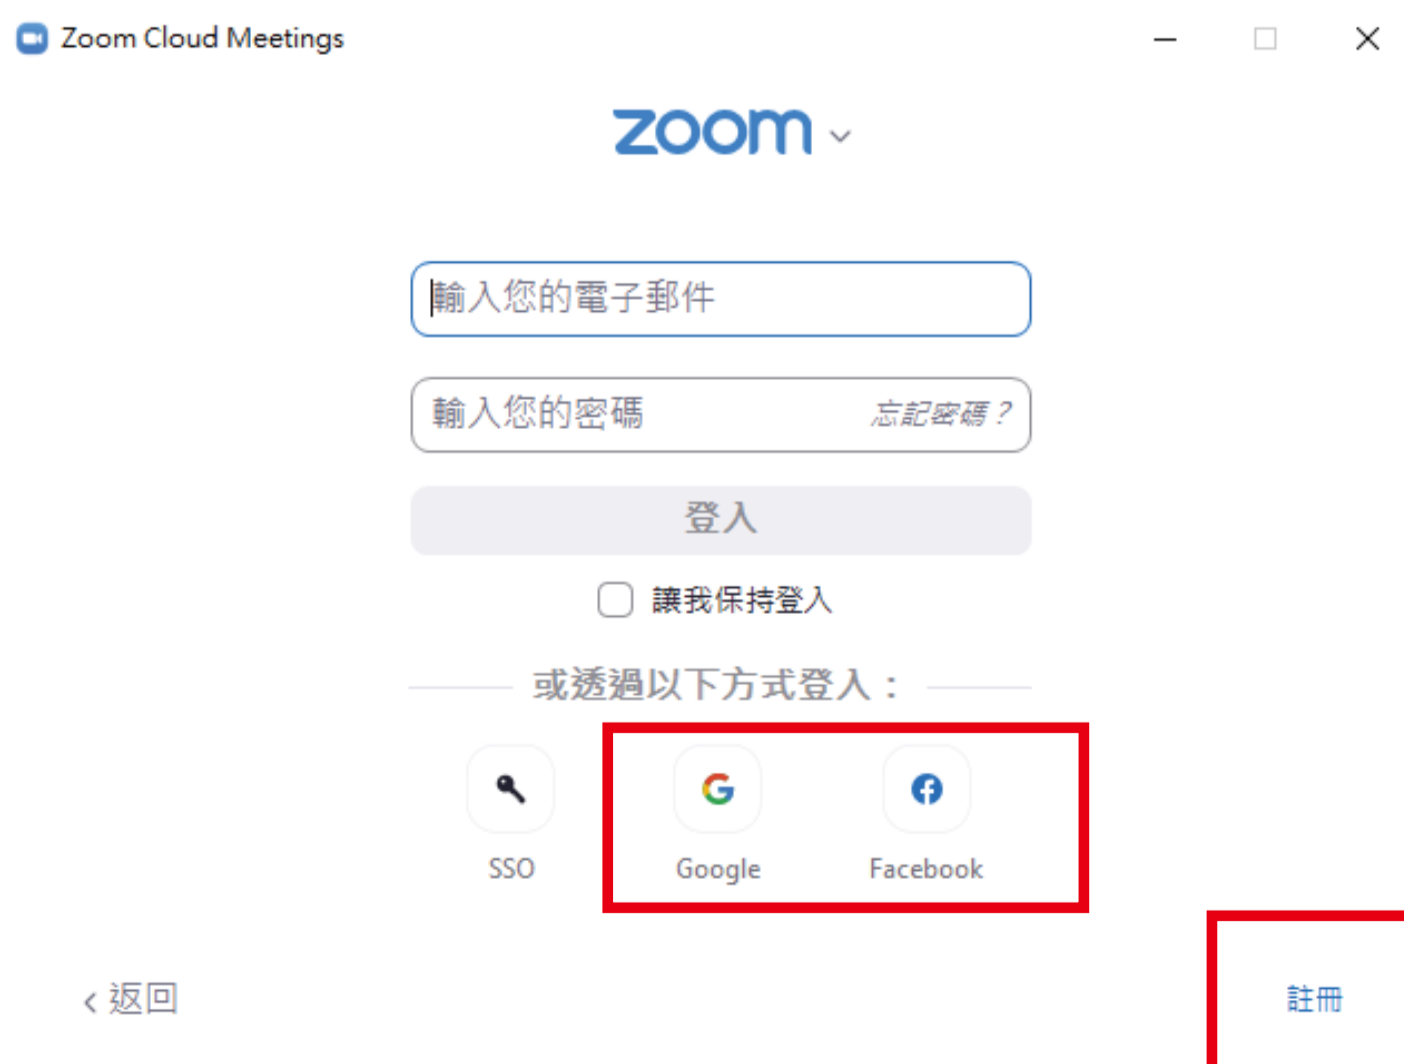 Zoom Cloud Meetings
zoom
輸入您的電子郵件
輸入您的密碼 忘記密碼？
登入
讓我保持登入
或透過以下方式登入：
SSO Google Facebook
返回 註冊